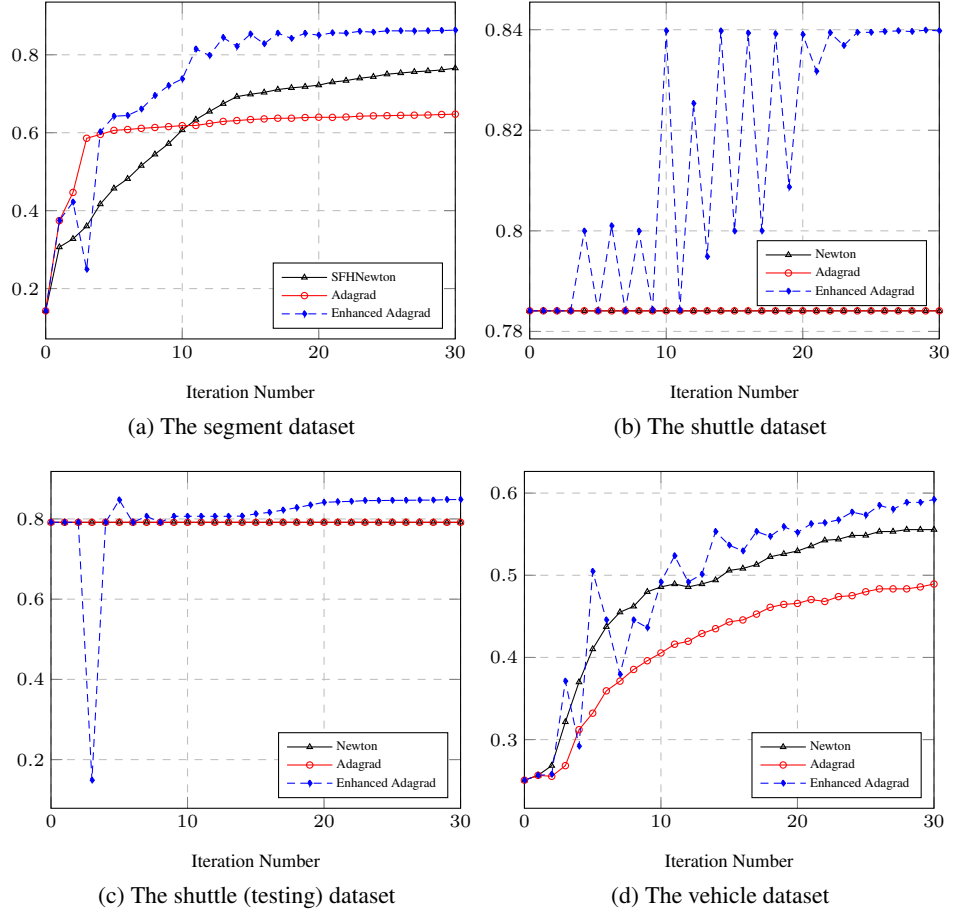 0.8
0.6
0.4
0.2
0 10 20 30
SFHNewton
Adagrad
Enhanced Adagrad
Iteration Number
(a) The segment dataset
0.84
0.82
0.8
0.78
0 10 20 30
Newton
Adagrad
Enhanced Adagrad
Iteration Number
(b) The shuttle dataset
0.8
0.6
0.4
0.2
0 10 20 30
Newton
Adagrad
Enhanced Adagrad
Iteration Number
(c) The shuttle (testing) dataset
0.6
0.5
0.4
0.3
0 10 20 30
Newton
Adagrad
Enhanced Adagrad
Iteration Number
(d) The vehicle dataset